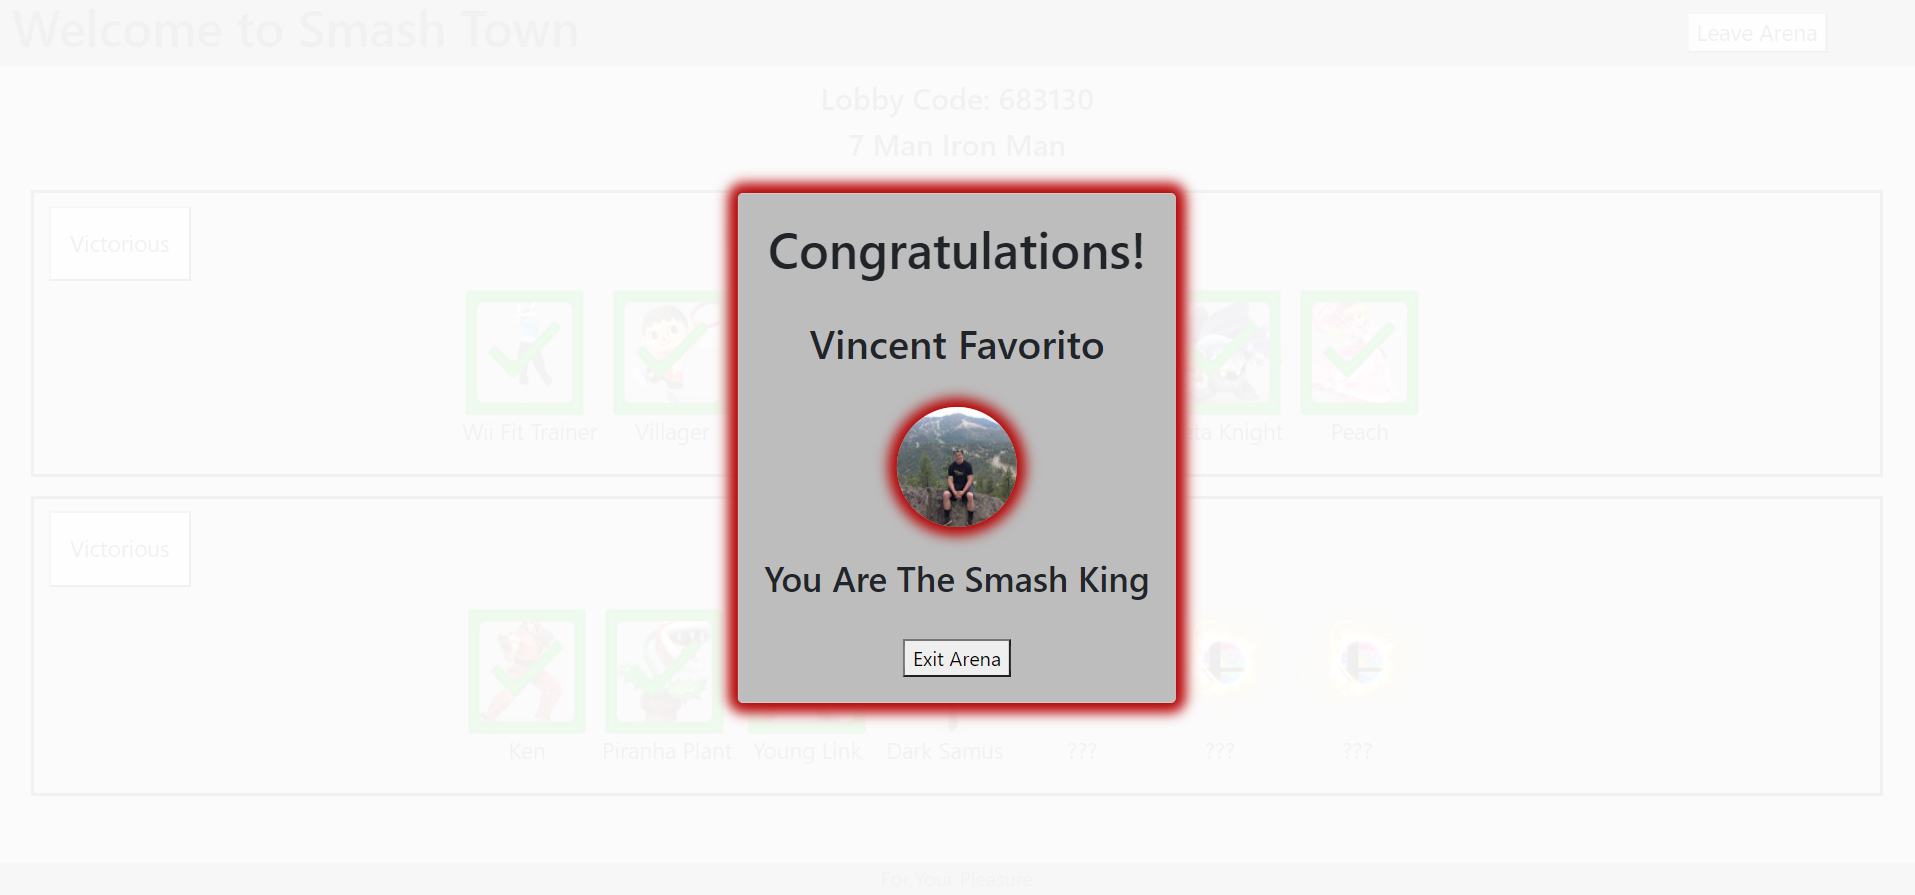 Welcome to Smash Town
Leave Arena
Lobby Code: 683130
7 Man Iron Man
Victorious
Congratulations!
Vincent Favorito
You Are The Smash King
Exit Arena
Wii Fit Trainer
Villager
eta Knight
Peach
Victorious
Ken
Piranha Plant
Young Link
Dark Samus
???
???
???
For Your Pleasure